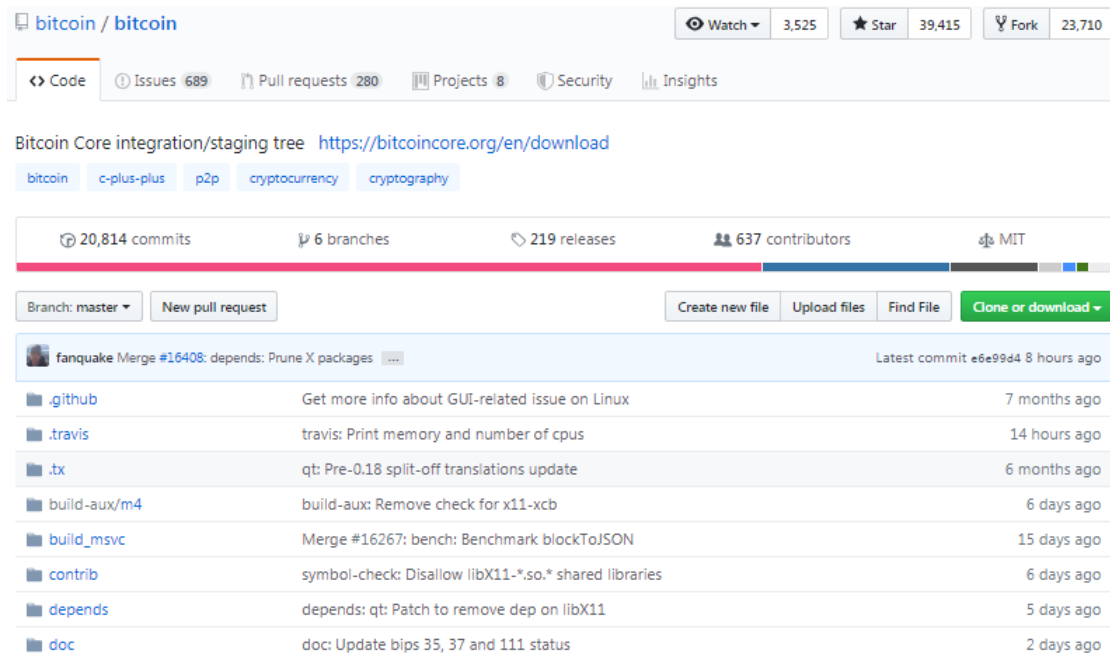 bitcoin / bitcoin Watch 3,525 Star 39,415 Fork 23,710
Code Issues 689 Pull requests 280 Projects 8 Security Insights
Bitcoin Core integration/staging tree https://bitcoincore.org/en/download
bitcoin c-plus-plus p2p cryptocurrency cryptography
20,814 commits 6 branches 219 releases 637 contributors MIT
Branch: master New pull request Create new file Upload files Find File Clone or download
fanquake Merge #16408: depends: Prune X packages ... Latest commit e6e99d4 8 hours ago
.github Get more info about GUI-related issue on Linux 7 months ago
.travis travis: Print memory and number of cpus 14 hours ago
.tx qt: Pre-0.18 split-off translations update 6 months ago
build-aux/m4 build-aux: Remove check for x11-xcb 6 days ago
build_msvc Merge #16267: bench: Benchmark blockToJSON 15 days ago
contrib symbol-check: Disallow libX11-*.so.* shared libraries 6 days ago
depends depends: qt: Patch to remove dep on libX11 5 days ago
doc doc: Update bips 35, 37 and 111 status 2 days ago